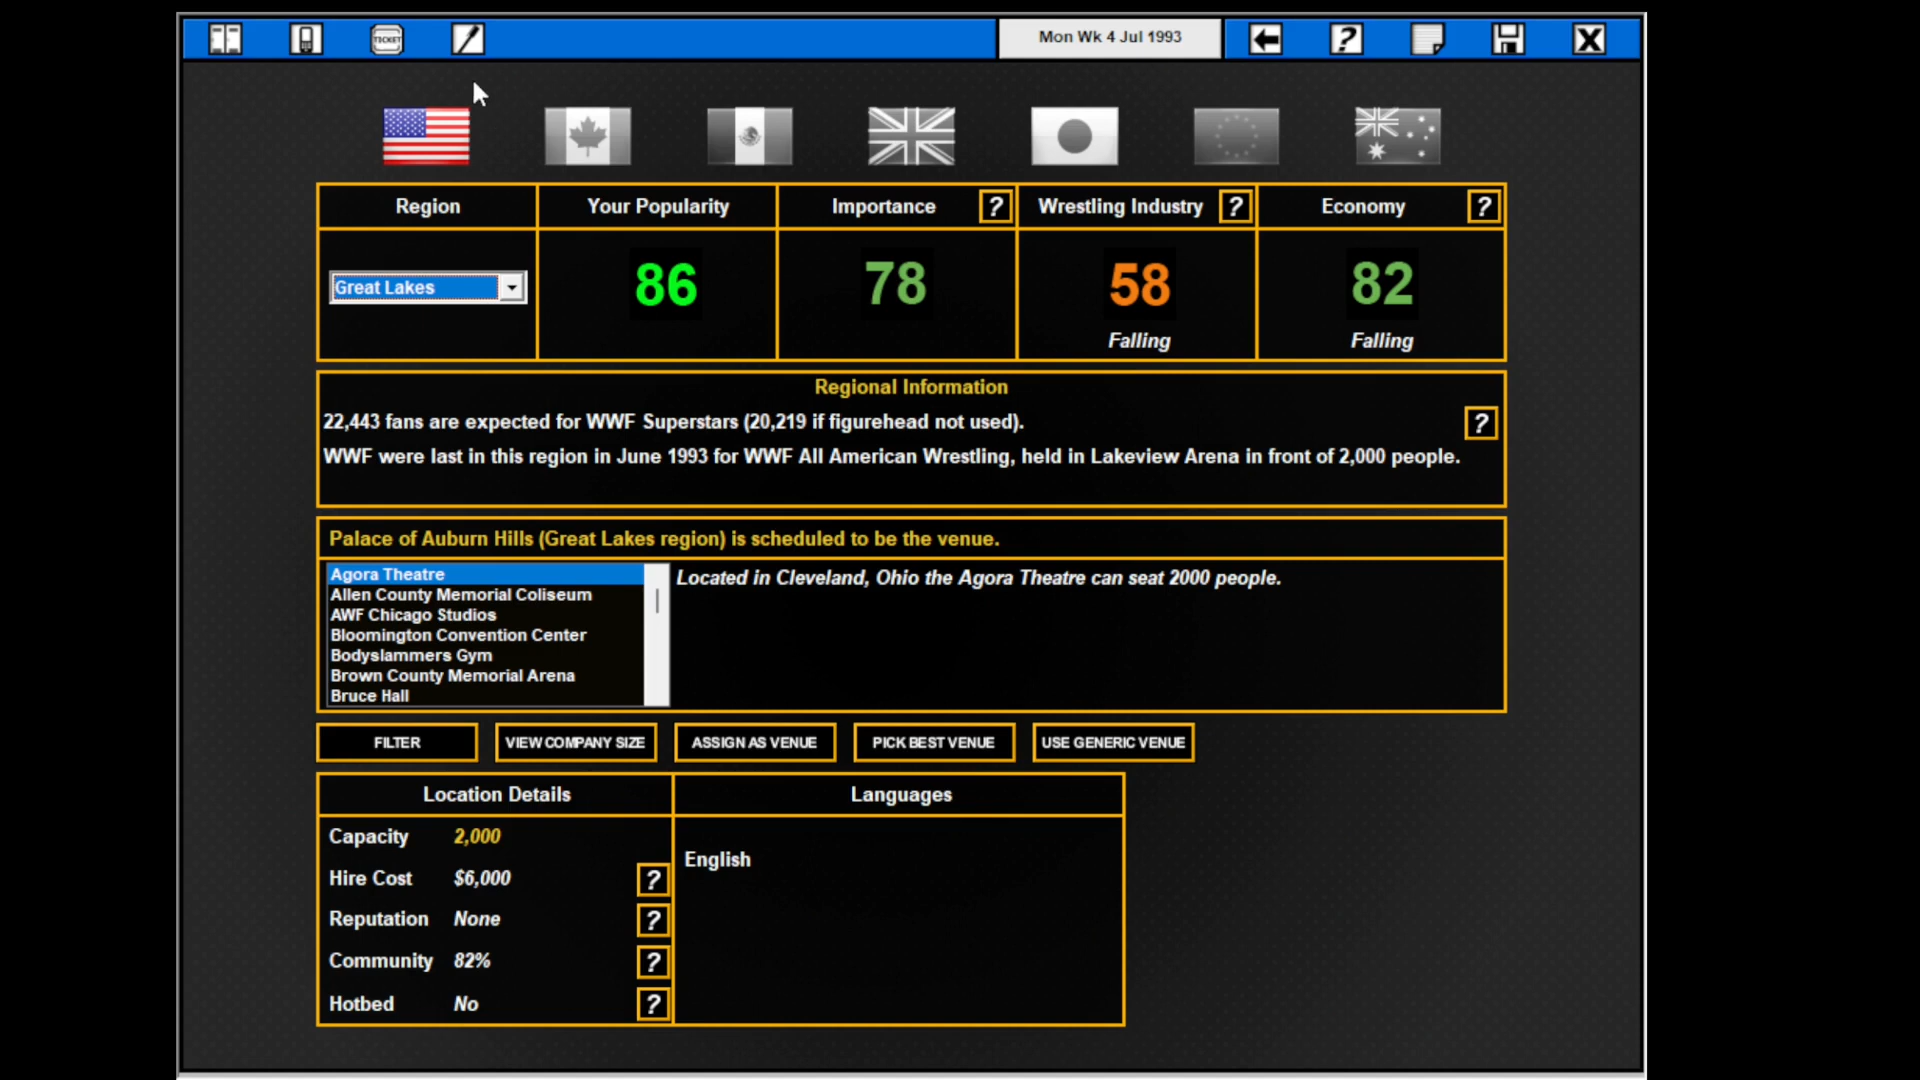 TICKET
Mon Wk 4 Jul 1993
?
Region
Your Popularity
Importance ?
Wrestling Industry ?
Economy ?
Great Lakes
86
78
58
Falling
82
Falling
Regional Information
22,443 fans are expected for WWF Superstars (20,219 if figurehead not used).
?
WWF were last in this region in June 1993 for WWF All American Wrestling, held in Lakeview Arena in front of 2,000 people.
Palace of Auburn Hills (Great Lakes region) is scheduled to be the venue.
Agora Theatre
Allen County Memorial Coliseum
AWF Chicago Studios
Bloomington Convention Center
Bodyslammers Gym
Brown County Memorial Arena
Bruce Hall
Located in Cleveland, Ohio the Agora Theatre can seat 2000 people.
FILTER
VIEW COMPANY SIZE
ASSIGN AS VENUE
PICK BEST VENUE
USE GENERIC VENUE
Location Details
Capacity 2,000
Hire Cost $6,000 ?
Reputation None ?
Community 82% ?
Hotbed No ?
Languages
English